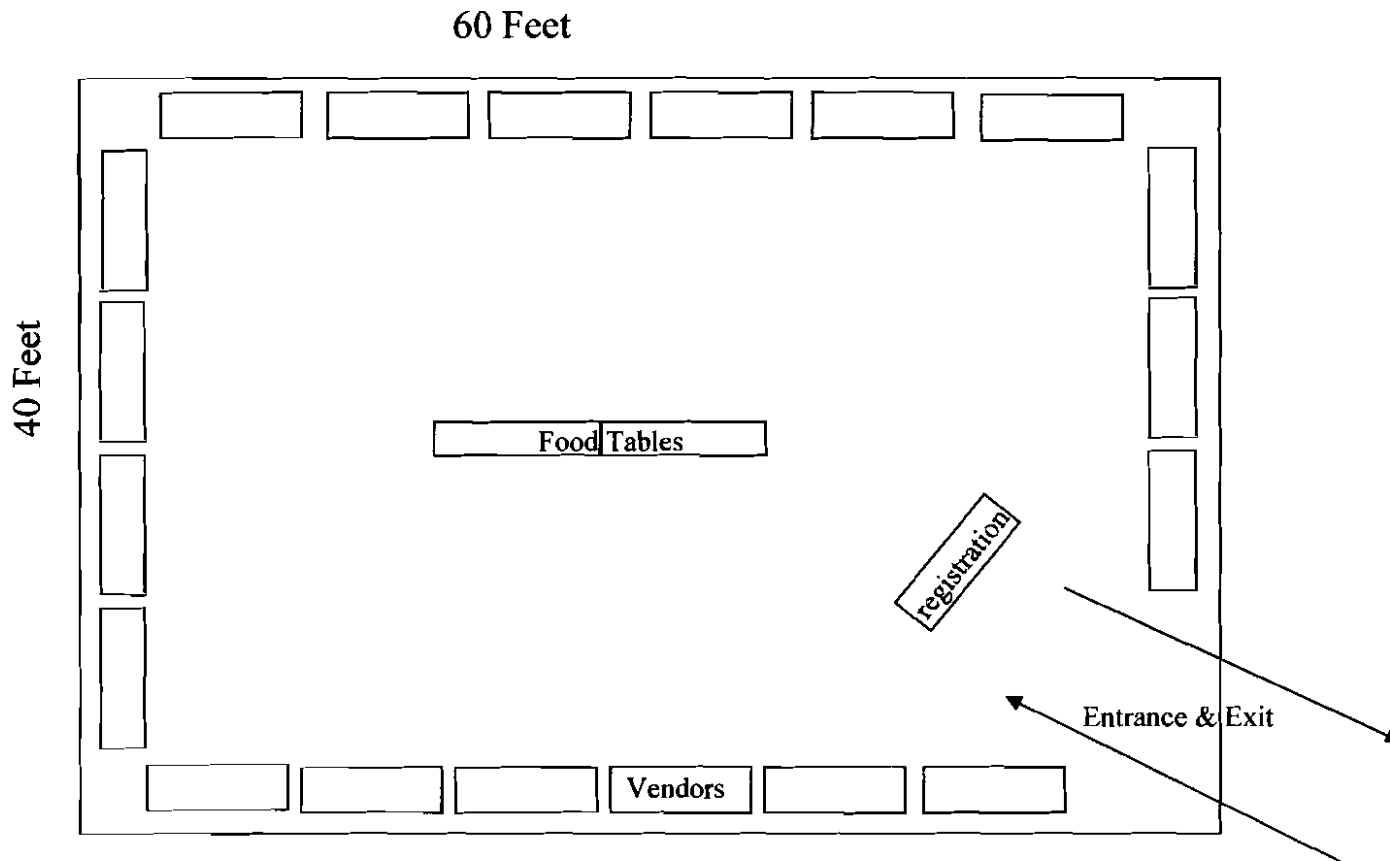 60 Feet
40 Feet
Food Tables
registration
Entrance & Exit
Vendors